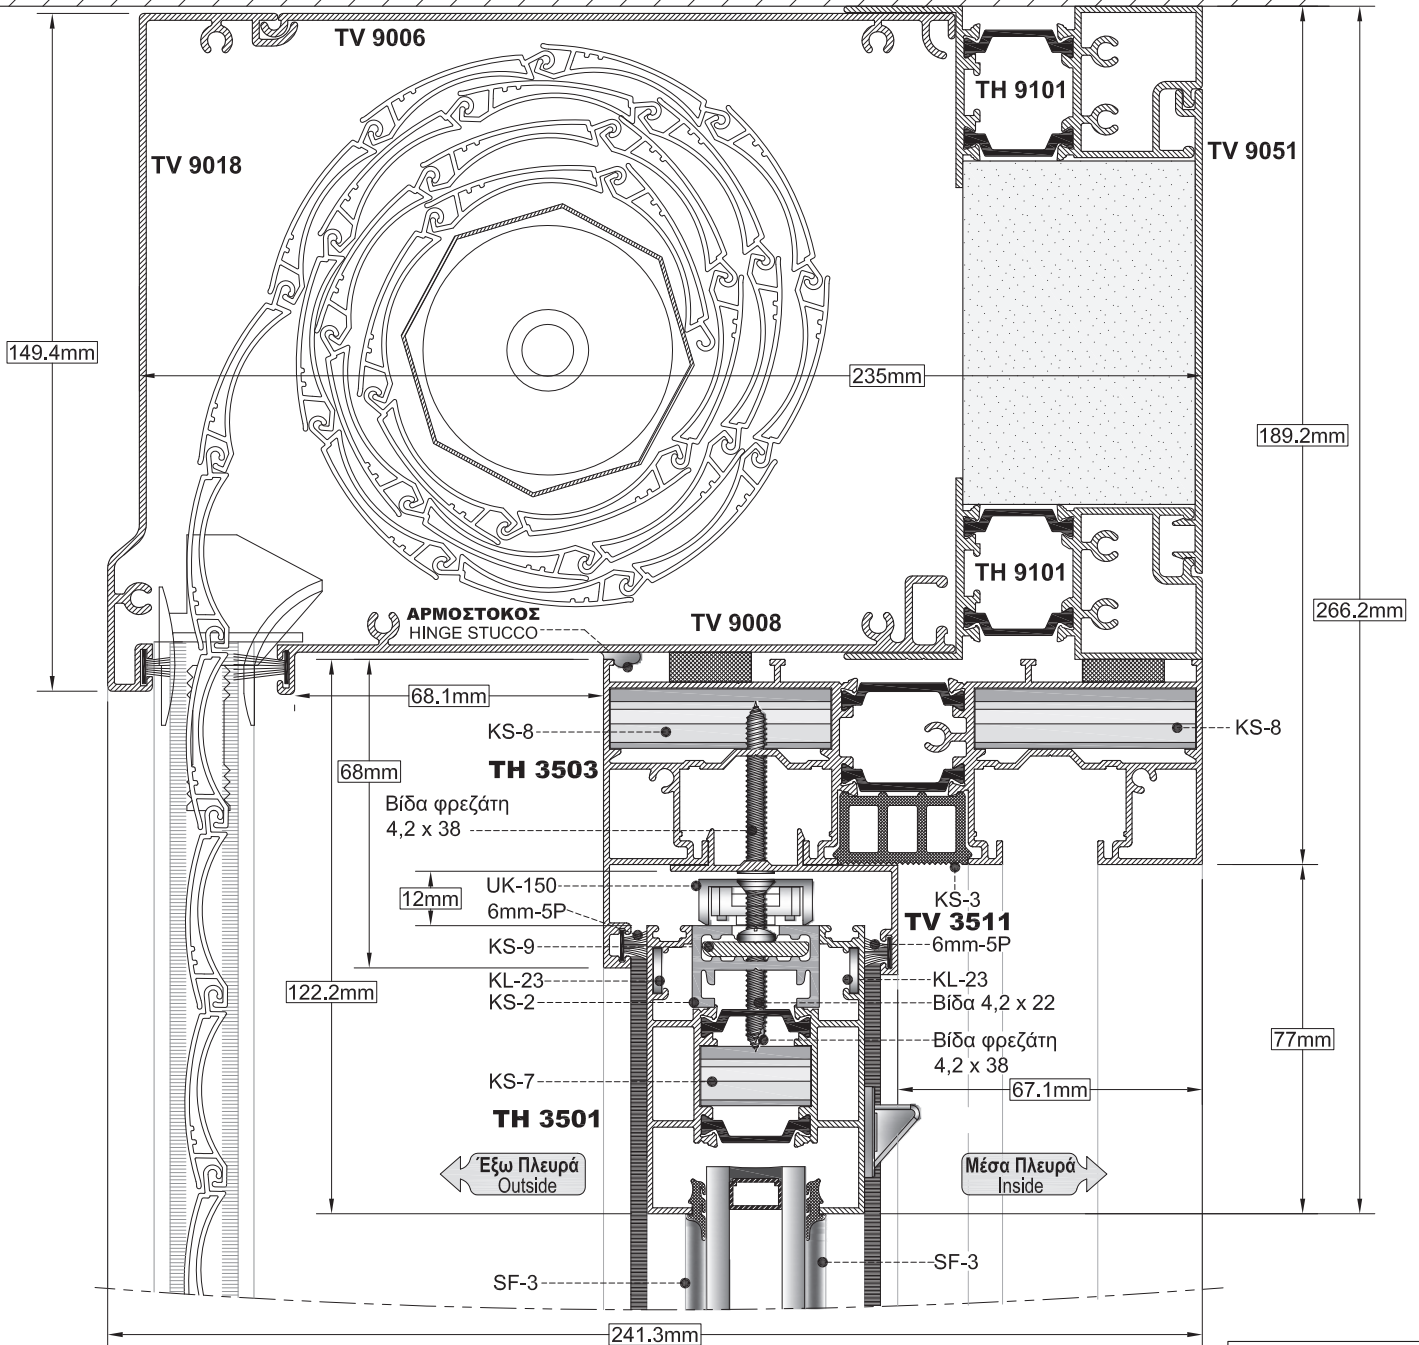 TV 9006
TH 9101
TV 9018
TV 9051
149.4mm
235mm
189.2mm
TH 9101
266.2mm
ΑΡΜΟΣΤΟΚΟΣ
HINGE STUCCO
TV 9008
68.1mm
KS-8
KS-8
TH 3503
68mm
Βίδα φρεζάτη
4,2 x 38
UK-150
12mm
KS-3
6mm-5P
TV 3511
KS-9
6mm-5P
KL-23
KL-23
122.2mm
KS-2
Βίδα 4,2 x 22
Βίδα φρεζάτη
4,2 x 38
77mm
KS-7
67.1mm
TH 3501
Έξω Πλευρά
Outside
Μέσα Πλευρά
Inside
SF-3
SF-3
241.3mm